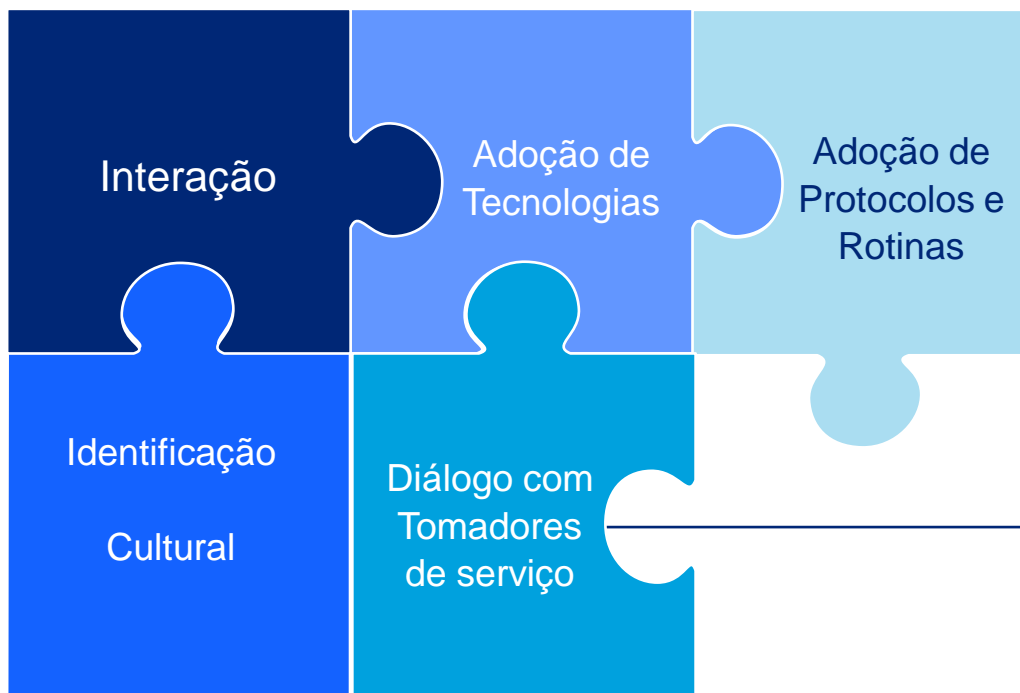 Interação
Adoção de
Tecnologias
Adoção de
Protocolos e
Rotinas
Identificação
Cultural
Diálogo com
Tomadores
de serviço